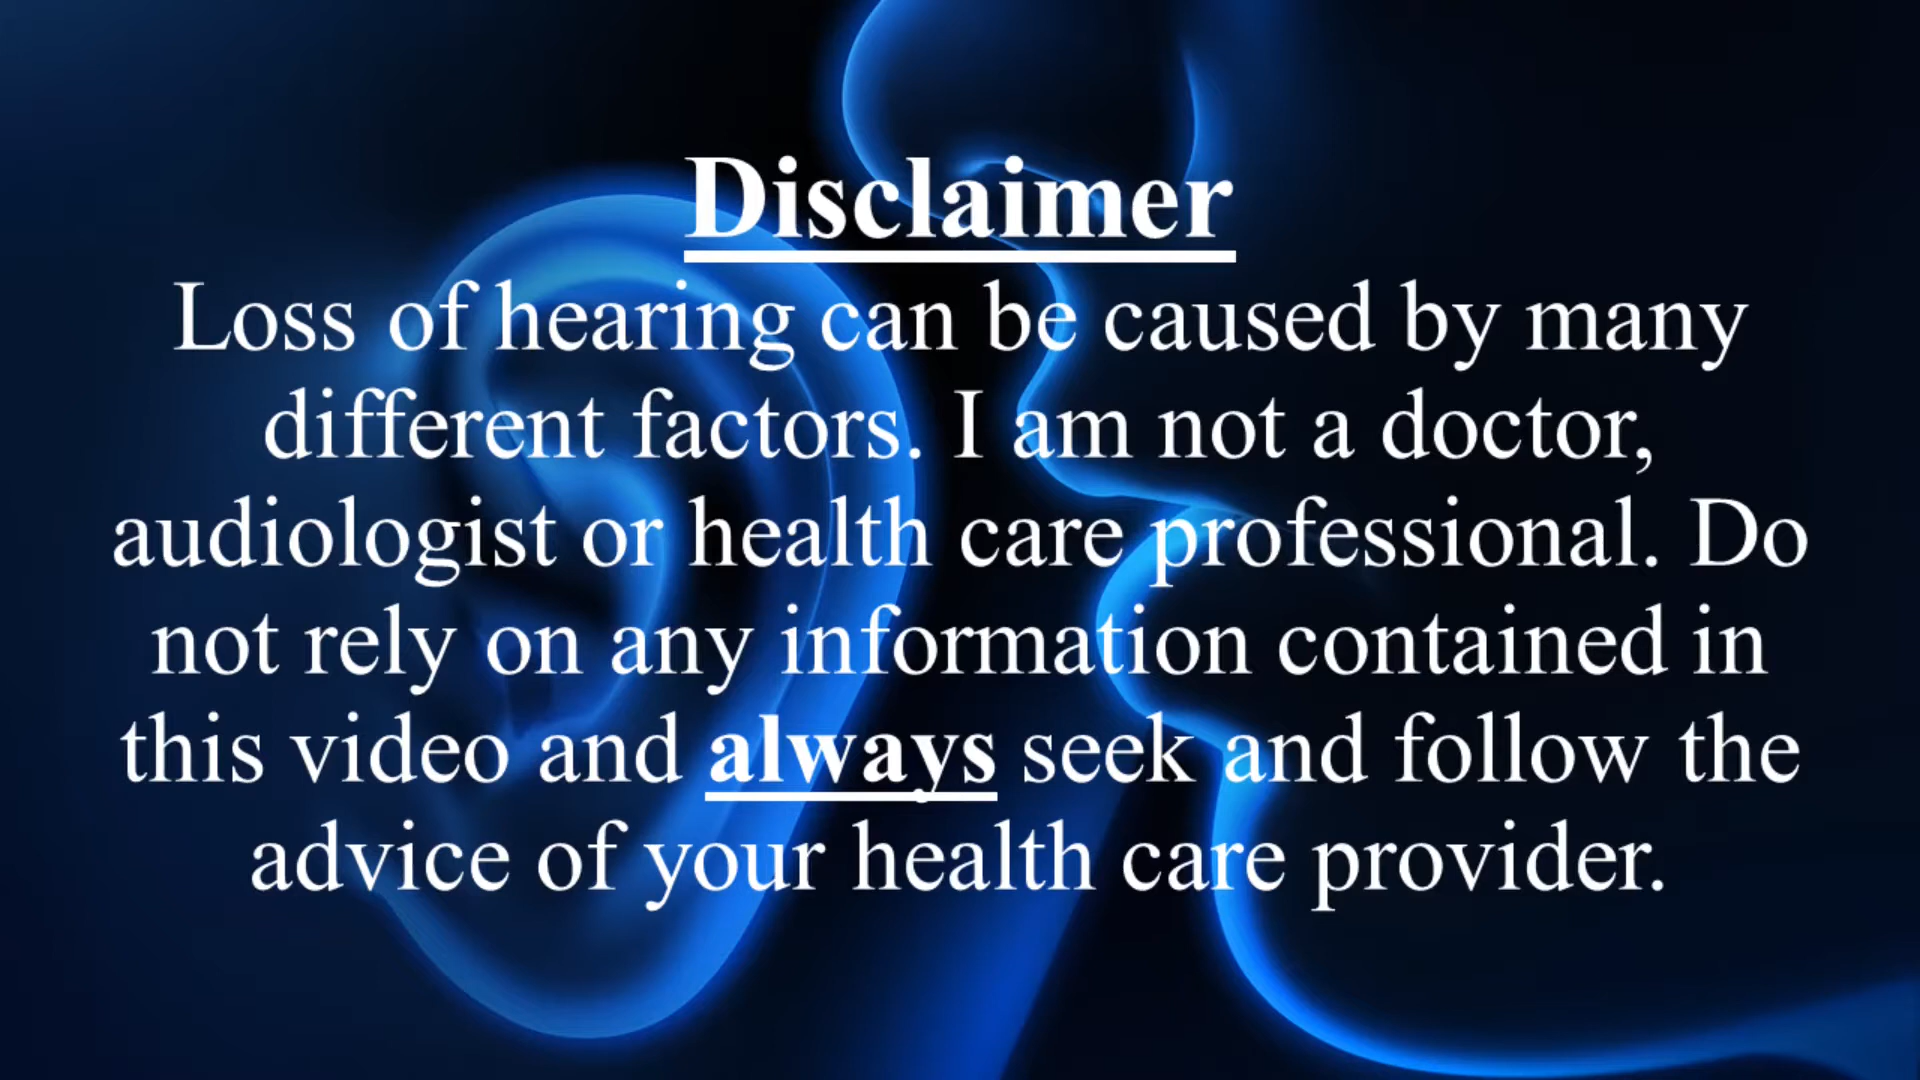 Disclaimer
Loss of hearing can be caused by many
different factors. I am not a doctor,
audiologist or health care professional. Do
not rely on any information contained in
this video and always seek and follow the
advice of your health care provider.